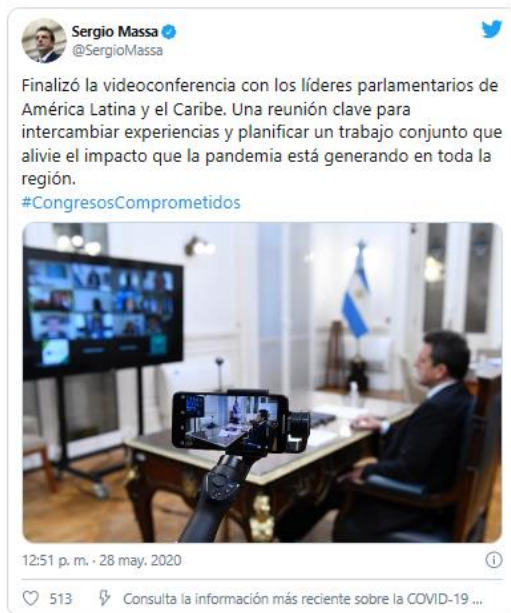 Sergio Massa
@SergioMassa
Finalizó la videoconferencia con los líderes parlamentarios de
América Latina y el Caribe. Una reunión clave para
intercambiar experiencias y planificar un trabajo conjunto que
alivie el impacto que la pandemia está generando en toda la
región.
#CongresosComprometidos
12:51 p. m. · 28 may. 2020
513 Consulta la información más reciente sobre la COVID-19 ...